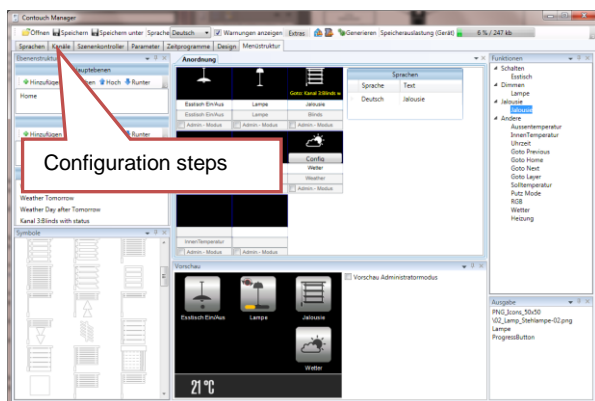 Contouch Manager
Öffnen Speichern Speichern unter Sprache Deutsch Warnungen anzeigen Extras Generieren Speicherauslastung (Gerät) 6 % / 247 kb
Sprachen Kanäle Szenenkontroller Parameter Zeitprogramme Design Menüstruktur
Ebenenstruktur
Hauptebenen
Hinzufügen Hoch Runter
Home
Hinzufügen Runter
Configuration steps
Weather Tomorrow
Weather Day after Tomorrow
Kanal 3:Blinds with status
Symbole
Anordnung
Goto: Kanal 3:Blinds w
Esstisch Ein/Aus Lampe Jalousie
Esstisch Ein/Aus Lampe Blinds
Admin - Modus Admin - Modus Admin - Modus
Config
Wetter
Weather
Admin - Modus
InnenTemperatur
Admin - Modus Admin - Modus
Sprachen
Sprache Text
Deutsch Jalousie
Vorschau
Vorschau Administratormodus
Esstisch Ein/Aus Lampe Jalousie
Wetter
21 °C
Funktionen
Schalten
Esstisch
Dimmen
Lampe
Jalousie
Jalousie
Andere
Aussentemperatur
InnenTemperatur
Uhrzeit
Goto Previous
Goto Home
Goto Next
Goto Layer
Solltemperatur
Putz Mode
RGB
Wetter
Heizung
Ausgabe
PNG_Icons_50x50
\02_Lamp_Stehlampe-02.png
Lampe
ProgressButton